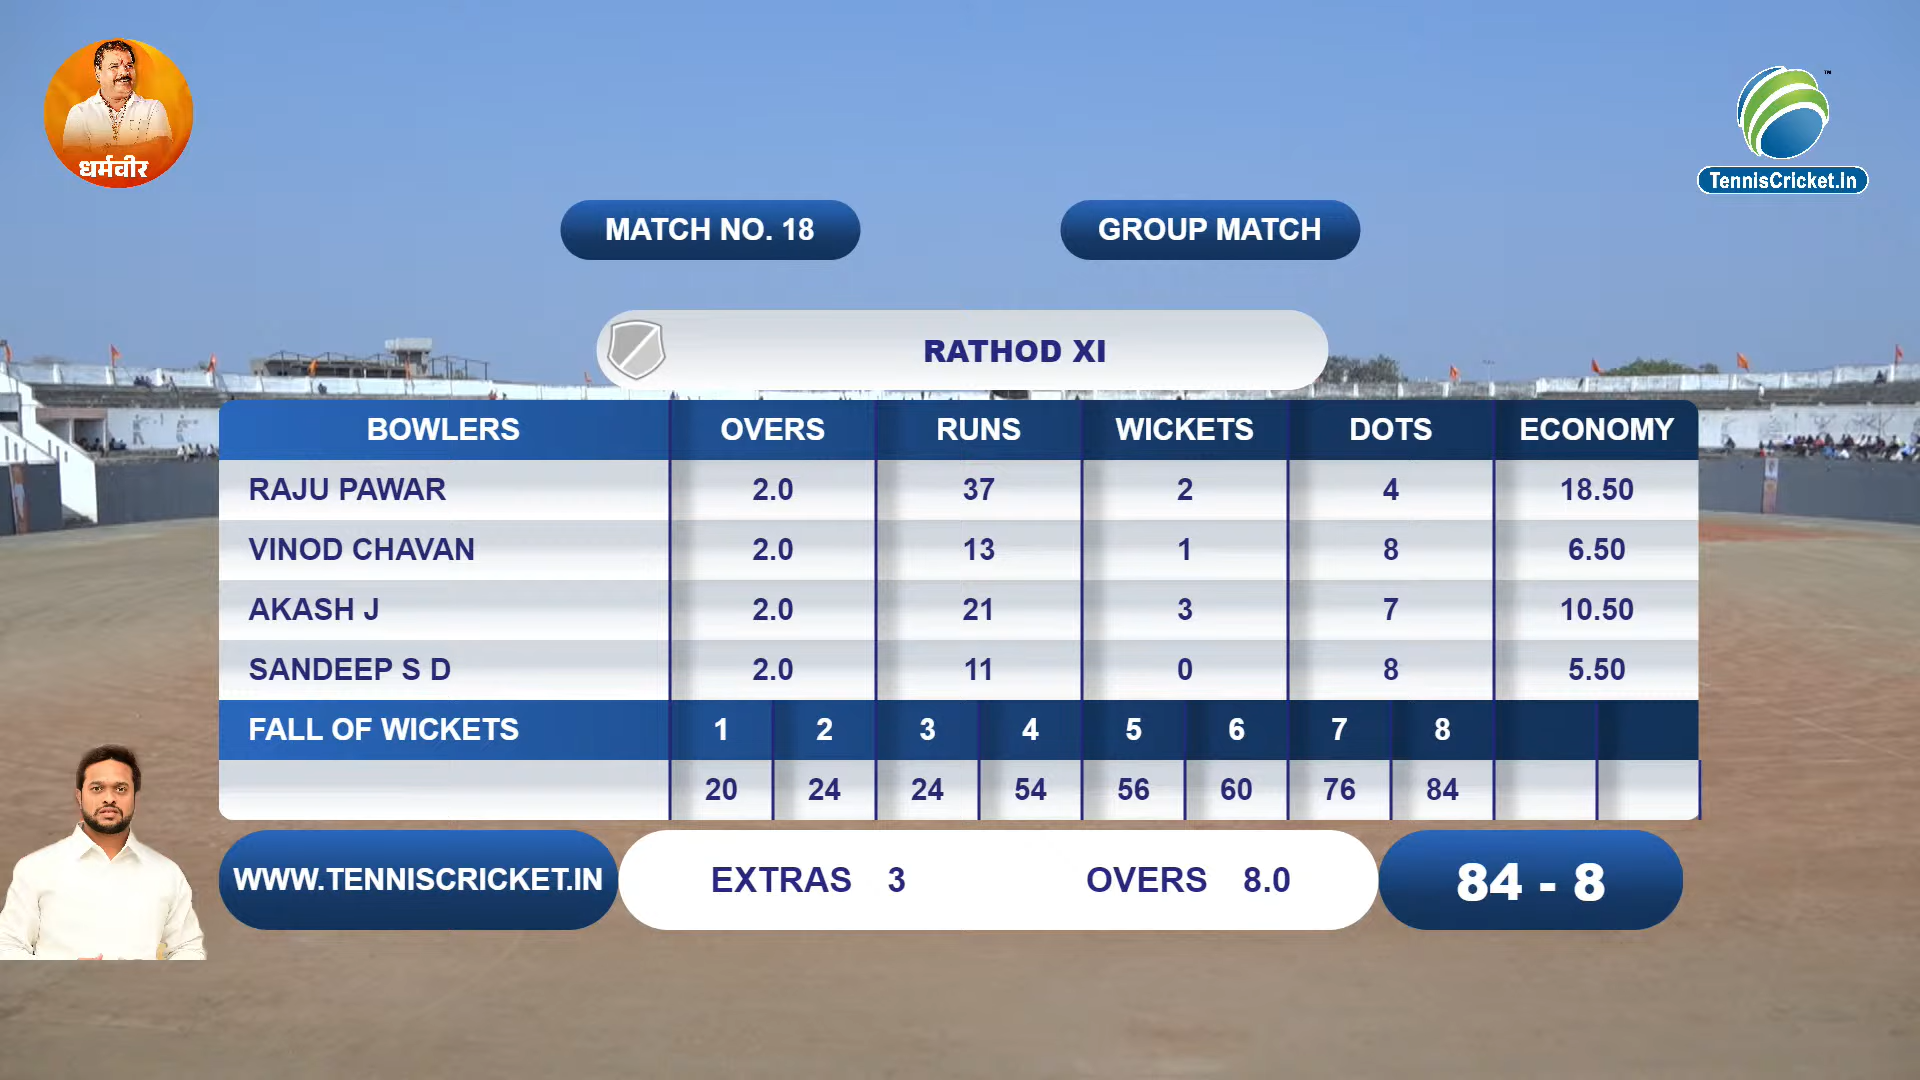 धर्मवीर
™
TennisCricket.In
MATCH NO. 18 GROUP MATCH
RATHOD XI
BOWLERS OVERS RUNS WICKETS DOTS ECONOMY
RAJU PAWAR 2.0 37 2 4 18.50
VINOD CHAVAN 2.0 13 1 8 6.50
AKASH J 2.0 21 3 7 10.50
SANDEEP S D 2.0 11 0 8 5.50
FALL OF WICKETS 1 2 3 4 5 6 7 8
20 24 24 54 56 60 76 84
WWW.TENNISCRICKET.IN EXTRAS 3 OVERS 8.0 84 - 8